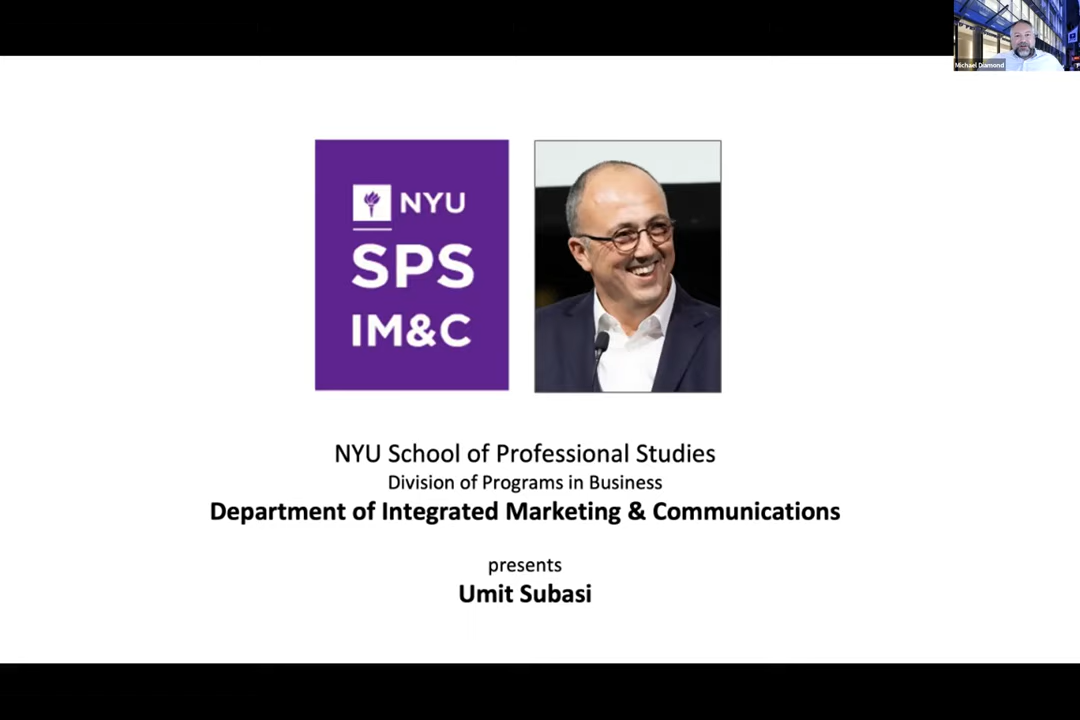 Michael Diamond
NYU
SPS
IM&C
NYU School of Professional Studies
Division of Programs in Business
Department of Integrated Marketing & Communications
presents
Umit Subasi